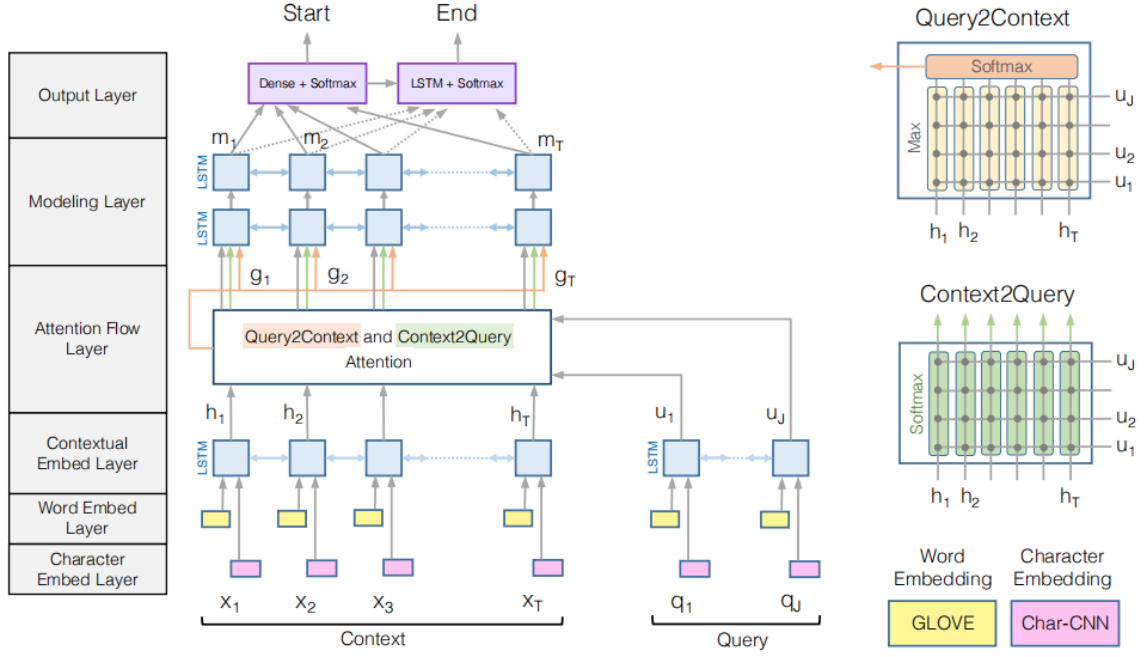 Start
End
Dense + Softmax
LSTM + Softmax
Output Layer
m1
m2
mT
LSTM
Modeling Layer
LSTM
g1
g2
gT
Attention Flow
Layer
Query2Context and Context2Query
Attention
h1
h2
hT
u1
uJ
Contextual
Embed Layer
LSTM
LSTM
Word Embed
Layer
Character
Embed Layer
x1
x2
x3
xT
q1
qJ
Context
Query
Query2Context
Softmax
Max
uJ
u2
u1
h1
h2
hT
Context2Query
Softmax
uJ
u2
u1
h1
h2
hT
Word
Embedding
Character
Embedding
GLOVE
Char-CNN